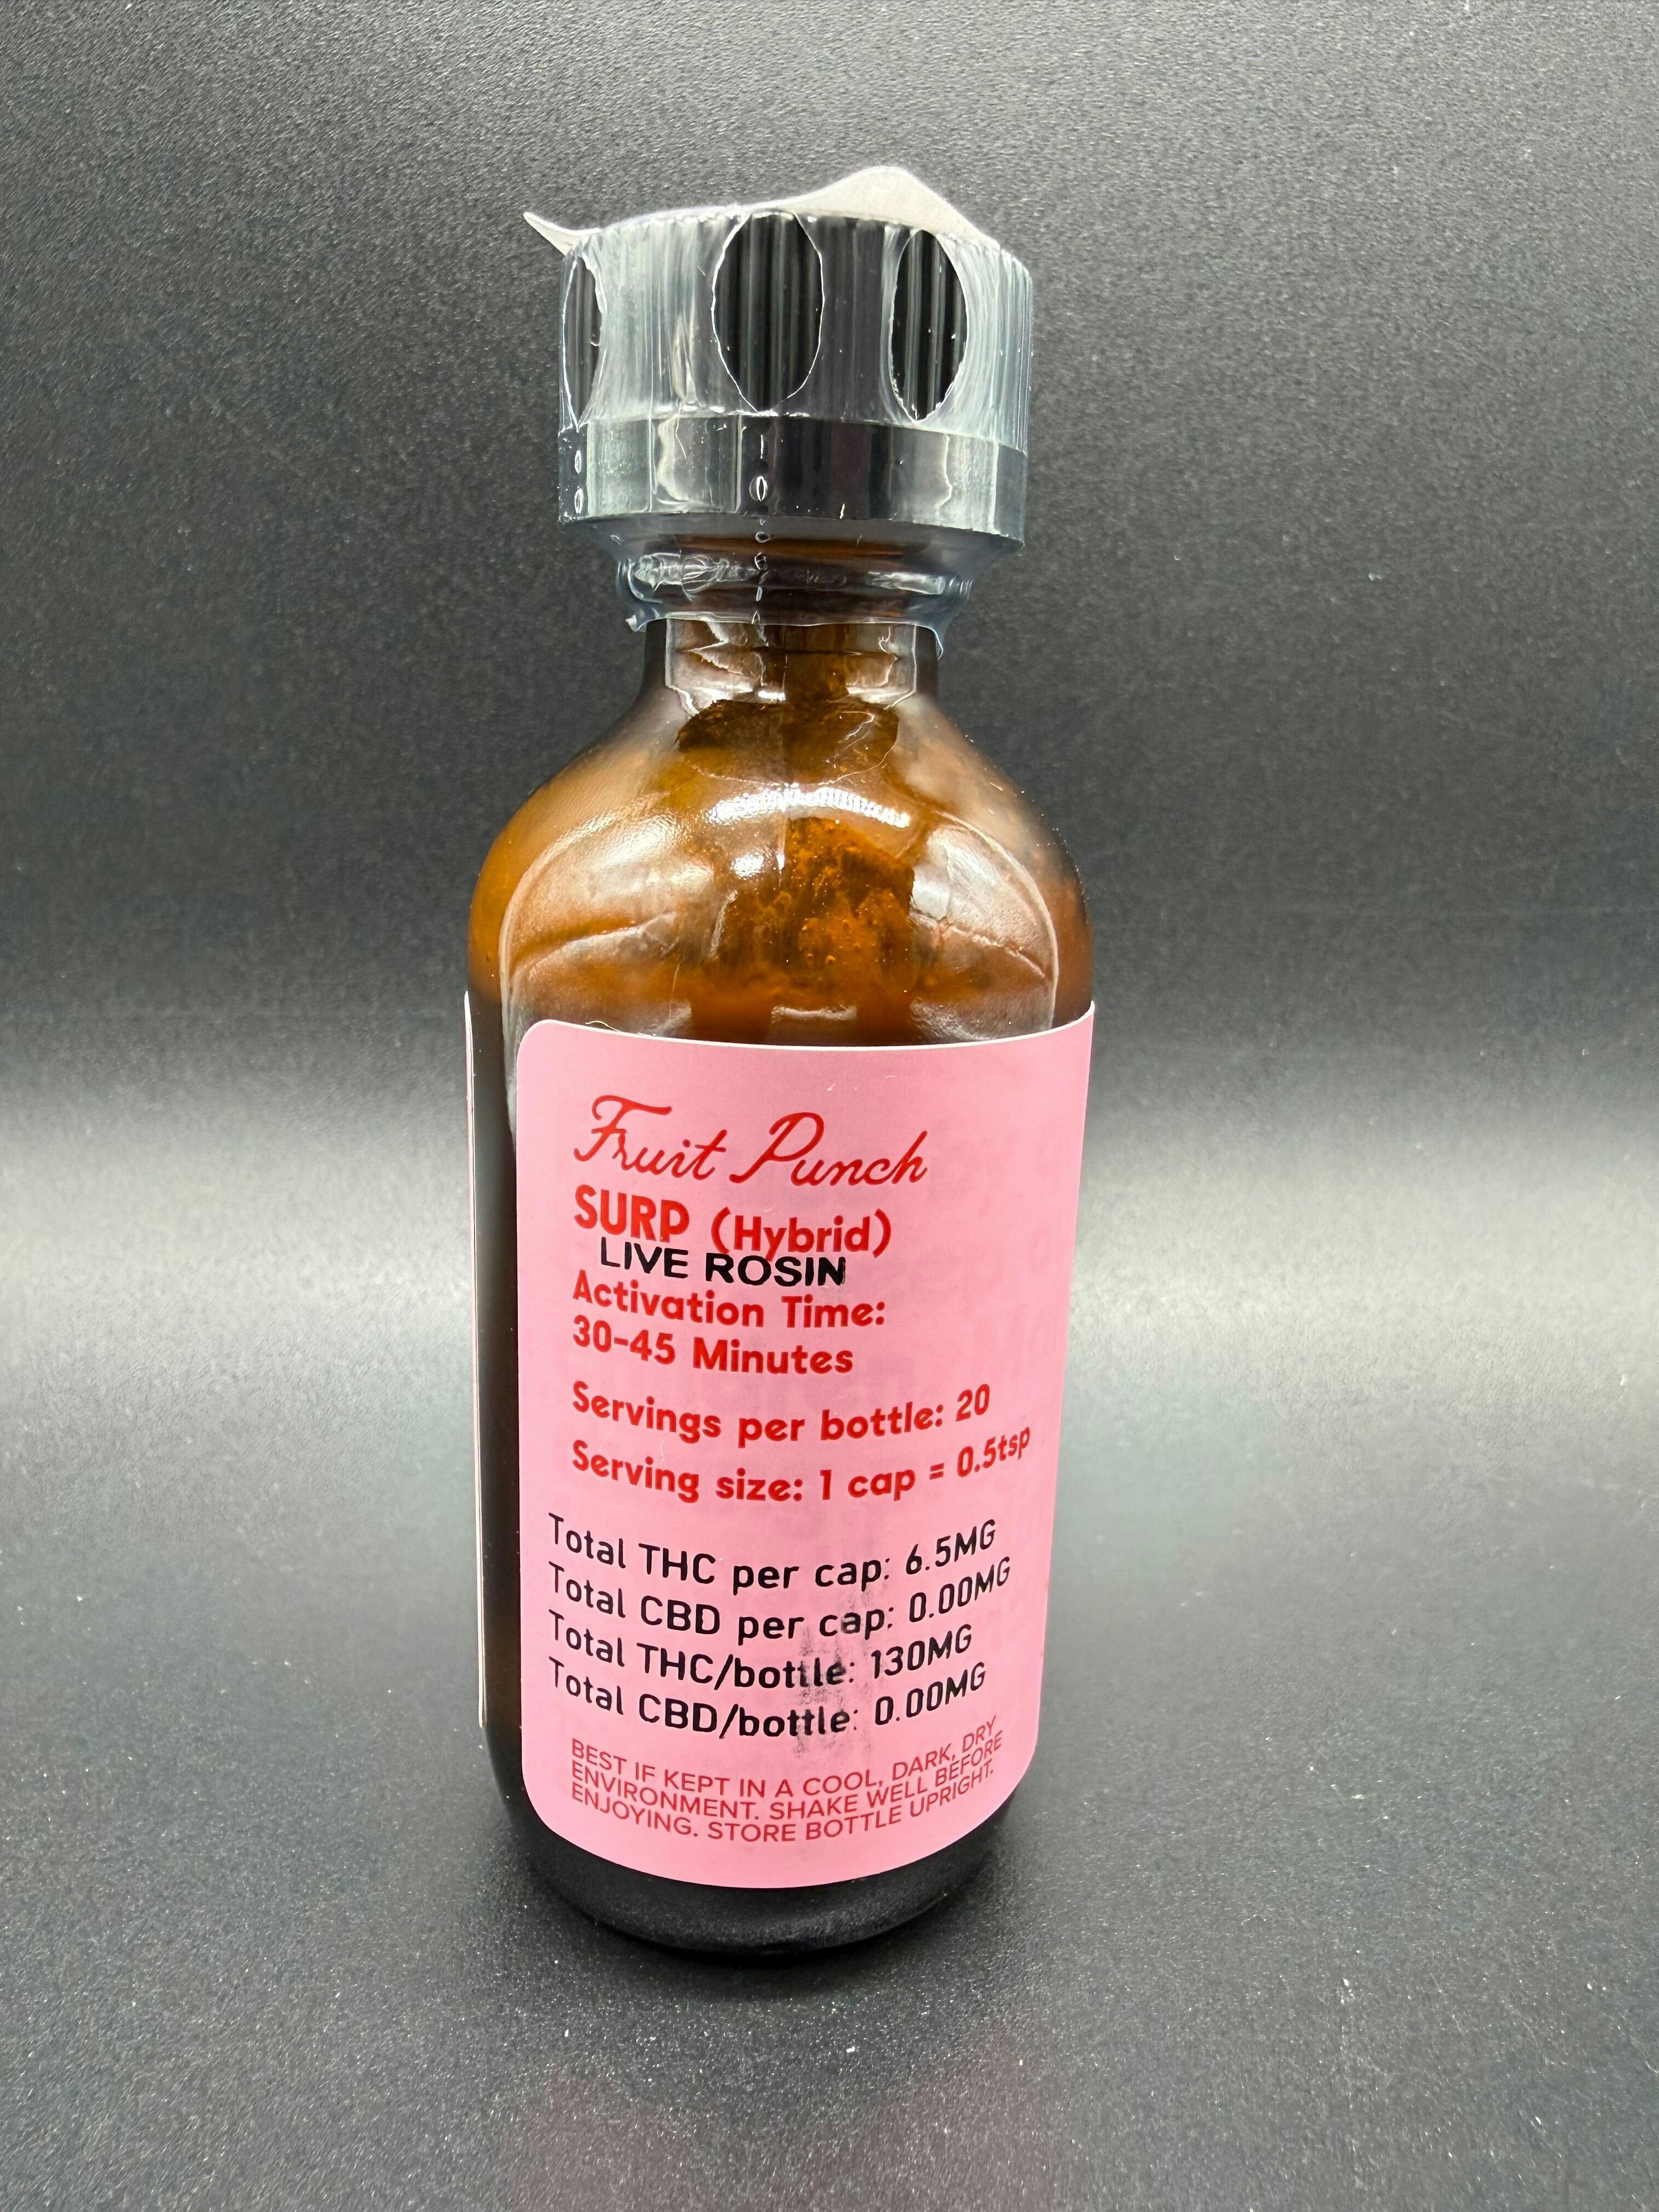 Fruit Punch
SURP (Hybrid)
LIVE ROSIN
Activation Time:
30-45 Minutes
Servings per bottle: 20
Serving size: 1 cap = 0.5tsp
Total THC per cap: 6.5MG
Total CBD per cap: 0.00MG
Total THC/bottle: 130MG
Total CBD/bottle: 0.00MG
BEST IF KEPT IN A COOL, DARK, DRY
ENVIRONMENT. SHAKE WELL BEFORE
ENJOYING. STORE BOTTLE UPRIGHT.